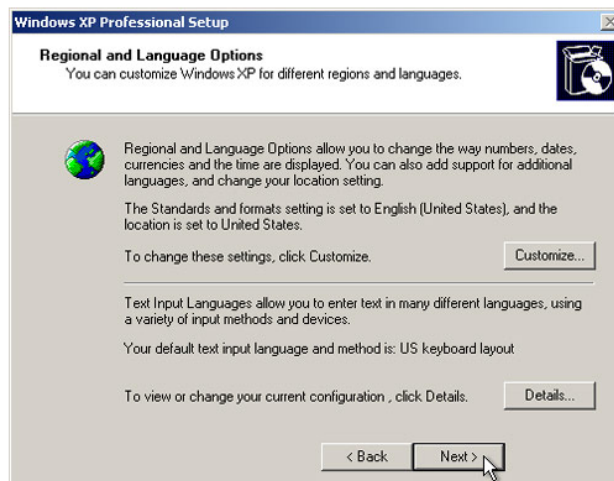 Windows XP Professional Setup
Regional and Language Options
You can customize Windows XP for different regions and languages.
Regional and Language Options allow you to change the way numbers, dates,
currencies and the time are displayed. You can also add support for additional
languages, and change your location setting.
The Standards and formats setting is set to English (United States), and the
location is set to United States.
To change these settings, click Customize.
Customize...
Text Input Languages allow you to enter text in many different languages, using
a variety of input methods and devices.
Your default text input language and method is: US keyboard layout
To view or change your current configuration , click Details.
Details...
< Back
Next >